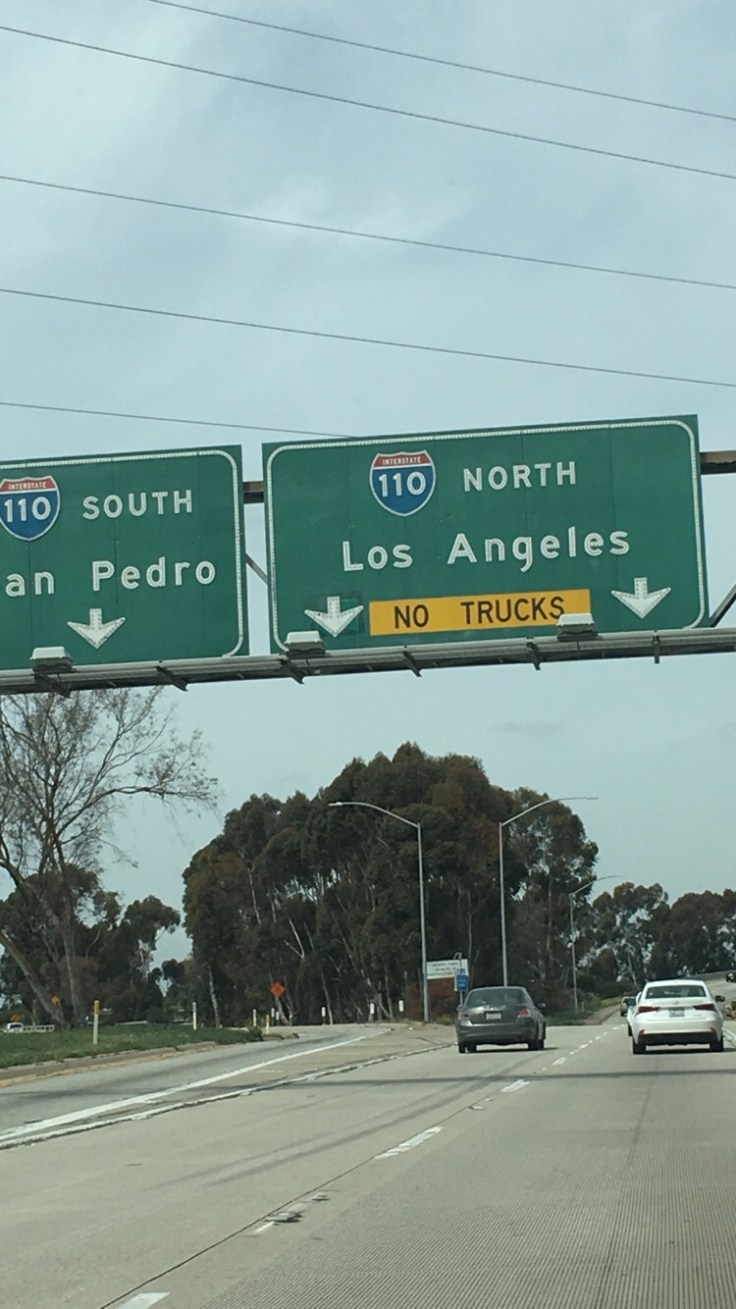 INTERSTATE
110 SOUTH
an Pedro
INTERSTATE
110 NORTH
Los Angeles
NO TRUCKS